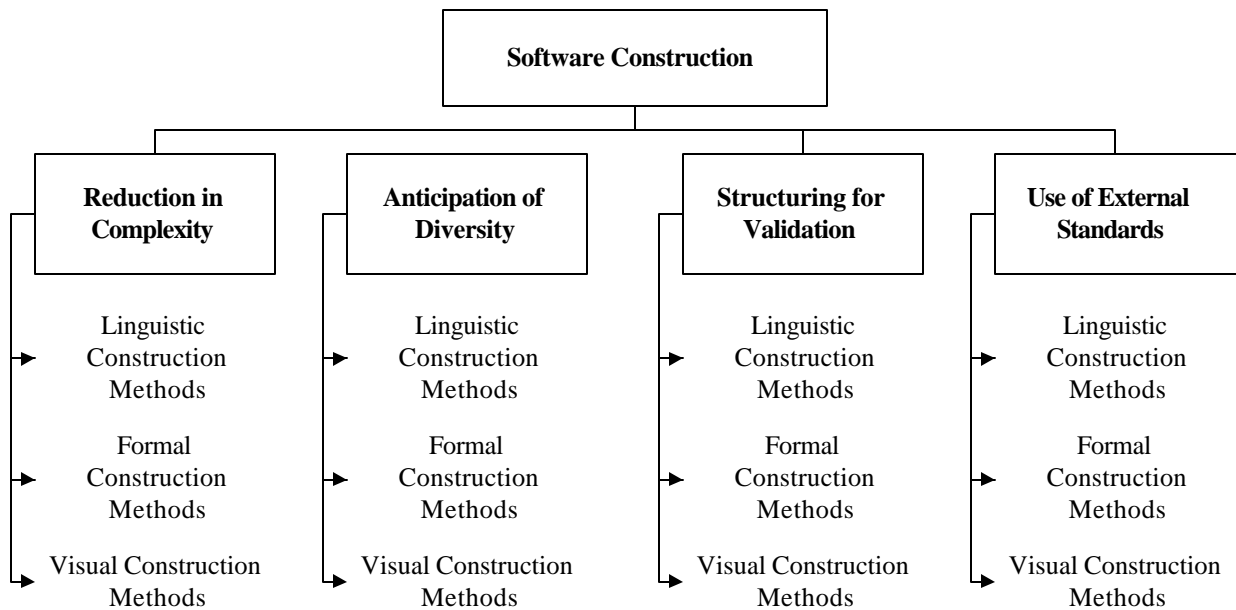 Software Construction
Reduction in
Complexity
Linguistic
Construction
Methods
Formal
Construction
Methods
Visual Construction
Methods
Anticipation of
Diversity
Linguistic
Construction
Methods
Formal
Construction
Methods
Visual Construction
Methods
Structuring for
Validation
Linguistic
Construction
Methods
Formal
Construction
Methods
Visual Construction
Methods
Use of External
Standards
Linguistic
Construction
Methods
Formal
Construction
Methods
Visual Construction
Methods